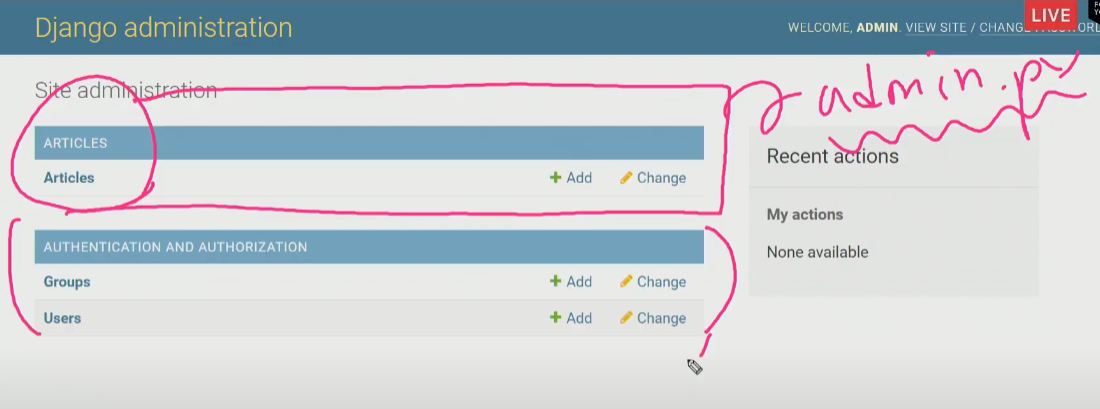 Django administration
WELCOME, ADMIN. VIEW SITE / CHANGE
LIVE
admin.py
Site administration
ARTICLES
Articles
Add
Change
AUTHENTICATION AND AUTHORIZATION
Groups
Add
Change
Users
Add
Change
Recent actions
My actions
None available